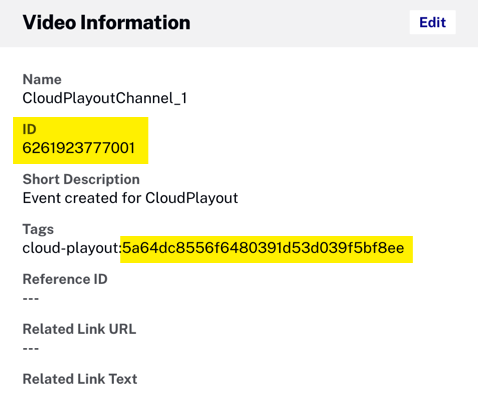 Video Information
Edit
Name
CloudPlayoutChannel_1
ID
6261923777001
Short Description
Event created for CloudPlayout
Tags
cloud-playout:5a64dc8556f6480391d53d039f5bf8ee
Reference ID
---
Related Link URL
---
Related Link Text